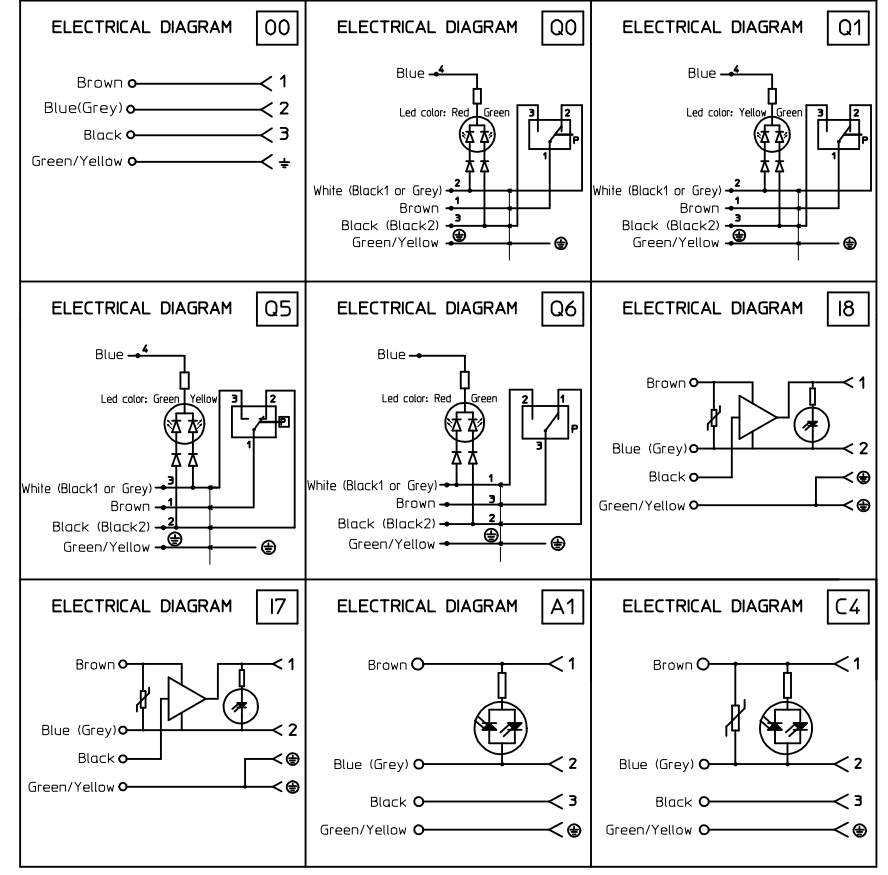 ELECTRICAL DIAGRAM 00
Brown 1
Blue(Grey) 2
Black 3
Green/Yellow
ELECTRICAL DIAGRAM Q0
Blue 4
Led color: Red Green 3 2
P
1
White (Black1 or Grey) 2
Brown 1
Black (Black2) 3
Green/Yellow
ELECTRICAL DIAGRAM Q1
Blue 4
Led color: Yellow Green 3 2
P
1
White (Black1 or Grey) 2
Brown 1
Black (Black2) 3
Green/Yellow
ELECTRICAL DIAGRAM Q5
Blue 4
Led color: Green Yellow 3 2
P
1
White (Black1 or Grey) 3
Brown 1
Black (Black2) 2
Green/Yellow
ELECTRICAL DIAGRAM Q6
Blue
Led color: Red Green 2 1
P
3
White (Black1 or Grey) 1
Brown 3
Black (Black2) 2
Green/Yellow
ELECTRICAL DIAGRAM I8
Brown 1
Blue (Grey) 2
Black
Green/Yellow
ELECTRICAL DIAGRAM I7
Brown 1
Blue (Grey) 2
Black
Green/Yellow
ELECTRICAL DIAGRAM A1
Brown 1
Blue (Grey) 2
Black 3
Green/Yellow
ELECTRICAL DIAGRAM C4
Brown 1
Blue (Grey) 2
Black 3
Green/Yellow